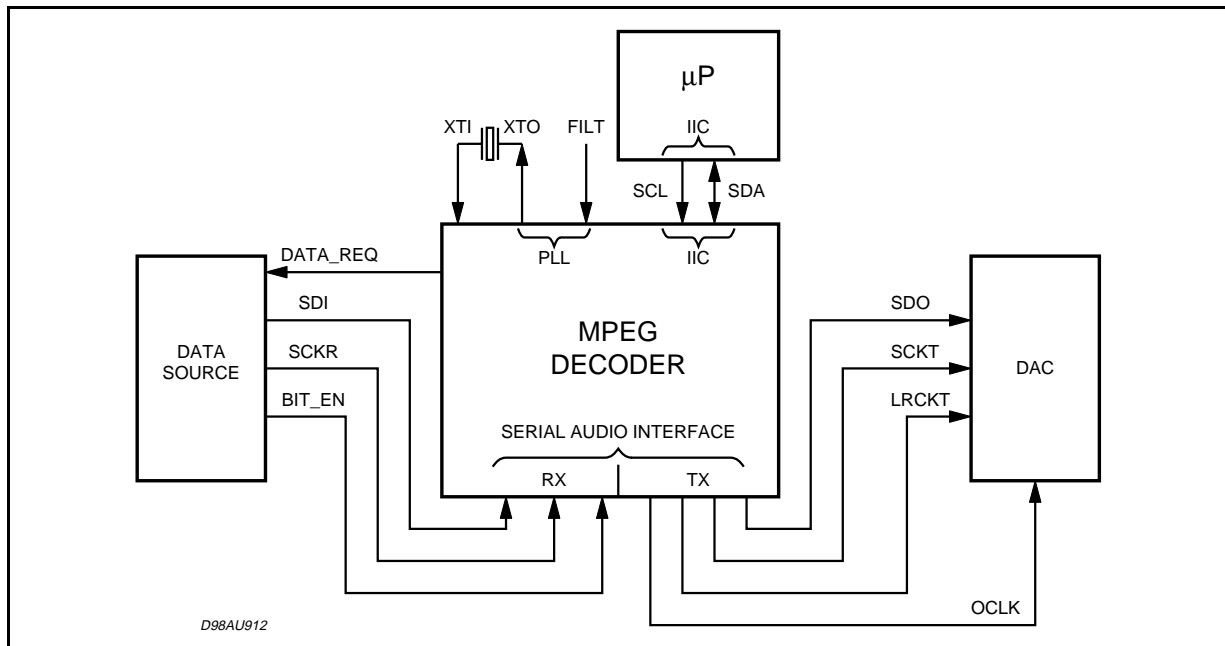 μP
XTI XTO FILT IIC
SCL SDA
DATA_REQ PLL IIC
SDI SDO
MPEG
DECODER
DATA
SOURCE
SCKR SCKT
DAC
BIT_EN LRCKT
SERIAL AUDIO INTERFACE
RX TX
OCLK
D98AU912